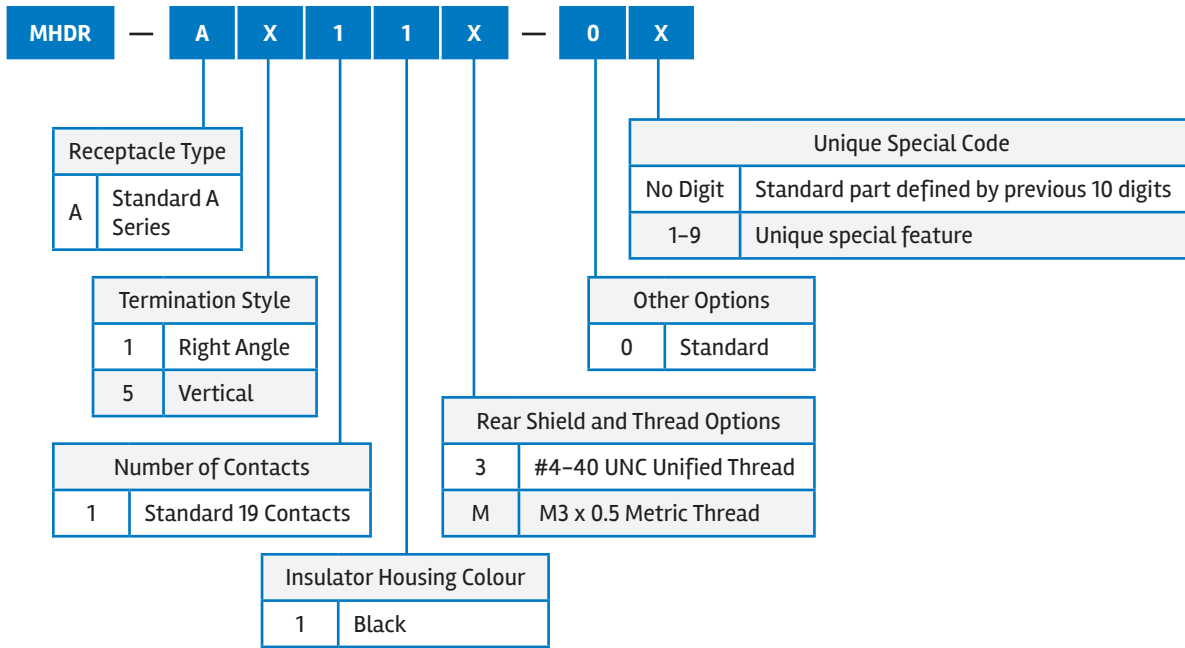 MHDR — A X 1 1 X — 0 X
Receptacle Type
A Standard A
Series
Unique Special Code
No Digit Standard part defined by previous 10 digits
1–9 Unique special feature
Termination Style
1 Right Angle
5 Vertical
Other Options
0 Standard
Rear Shield and Thread Options
3 #4–40 UNC Unified Thread
M M3 x 0.5 Metric Thread
Number of Contacts
1 Standard 19 Contacts
Insulator Housing Colour
1 Black